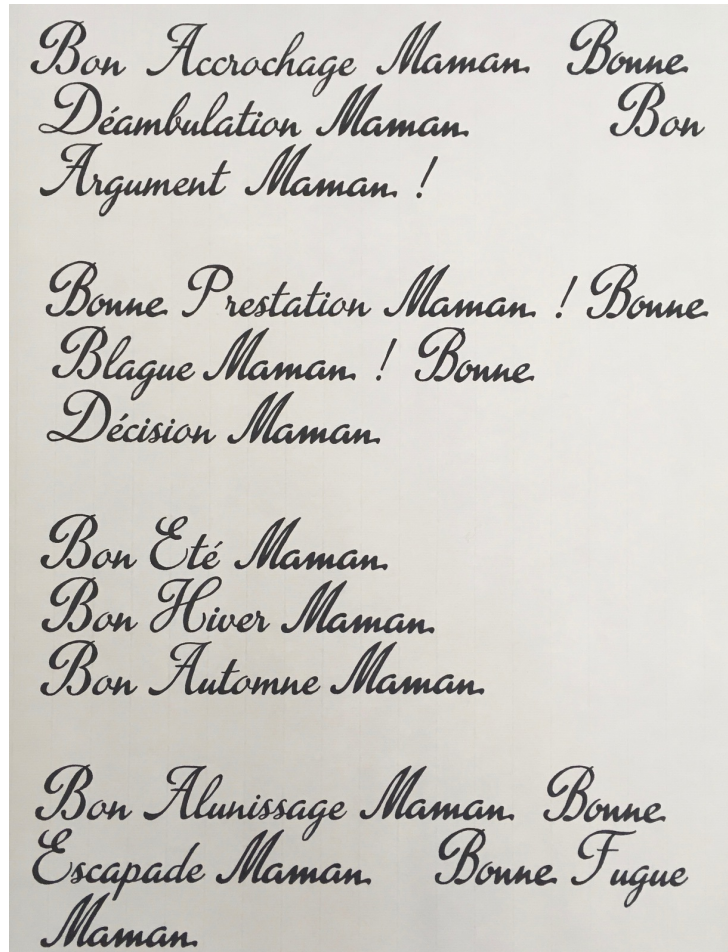 Bon Accrochage Maman. Bonne
Déambulation Maman. Bon
Argument Maman. !
Bonne Prestation Maman. ! Bonne
Blague Maman. ! Bonne
Décision Maman.
Bon Eté Maman.
Bon Hiver Maman.
Bon Automne Maman.
Bon Alunissage Maman. Bonne
Escapade Maman. Bonne Fugue
Maman.